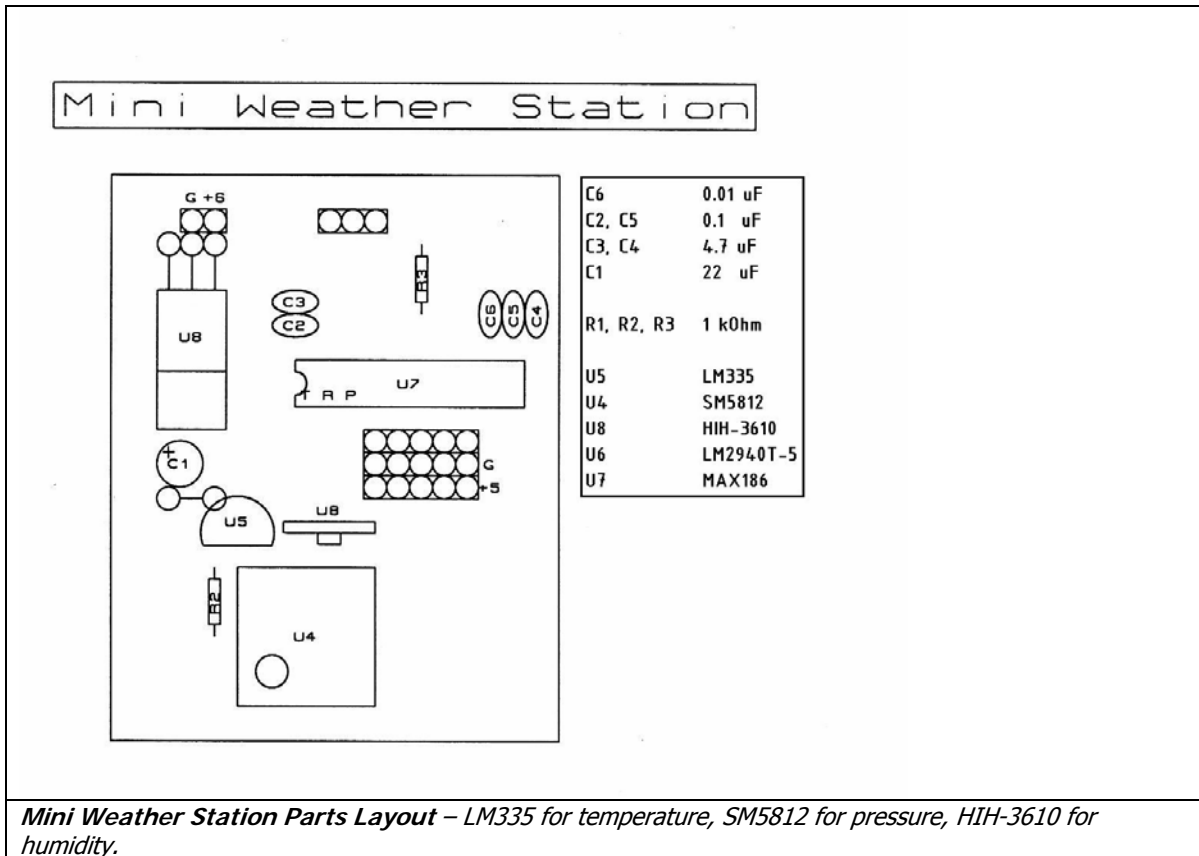 Mini Weather Station
G +6
R3
C3
C2
C6 C5 C4
U8
U7
T R P
C1
+
G
+5
U5
U8
R2
U4
C6 0.01 uF
C2, C5 0.1 uF
C3, C4 4.7 uF
C1 22 uF
R1, R2, R3 1 kOhm
U5 LM335
U4 SM5812
U8 HIH-3610
U6 LM2940T-5
U7 MAX186
Mini Weather Station Parts Layout – LM335 for temperature, SM5812 for pressure, HIH-3610 for
humidity.